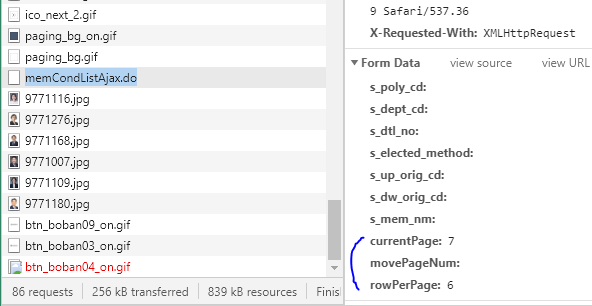 ico_next_2.gif
paging_bg_on.gif
paging_bg.gif
memCondListAjax.do
9771116.jpg
9771276.jpg
9771168.jpg
9771007.jpg
9771109.jpg
9771180.jpg
btn_boban09_on.gif
btn_boban03_on.gif
btn_boban04_on.gif
86 requests 256 kB transferred 839 kB resources Finis
9 Safari/537.36
X-Requested-With: XMLHttpRequest
Form Data view source view URL
s_poly_cd:
s_dept_cd:
s_dtl_no:
s_elected_method:
s_up_orig_cd:
s_dw_orig_cd:
s_mem_nm:
currentPage: 7
movePageNum:
rowPerPage: 6